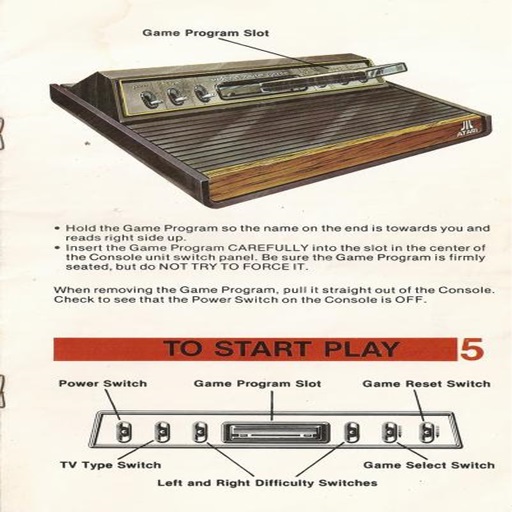 Game Program Slot
ATARI
• Hold the Game Program so the name on the end is towards you and
reads right side up.
• Insert the Game Program CAREFULLY into the slot in the center of
the Console unit switch panel. Be sure the Game Program is firmly
seated, but do NOT TRY TO FORCE IT.
When removing the Game Program, pull it straight out of the Console.
Check to see that the Power Switch on the Console is OFF.
TO START PLAY 5
Power Switch Game Program Slot Game Reset Switch
TV Type Switch Game Select Switch
Left and Right Difficulty Switches